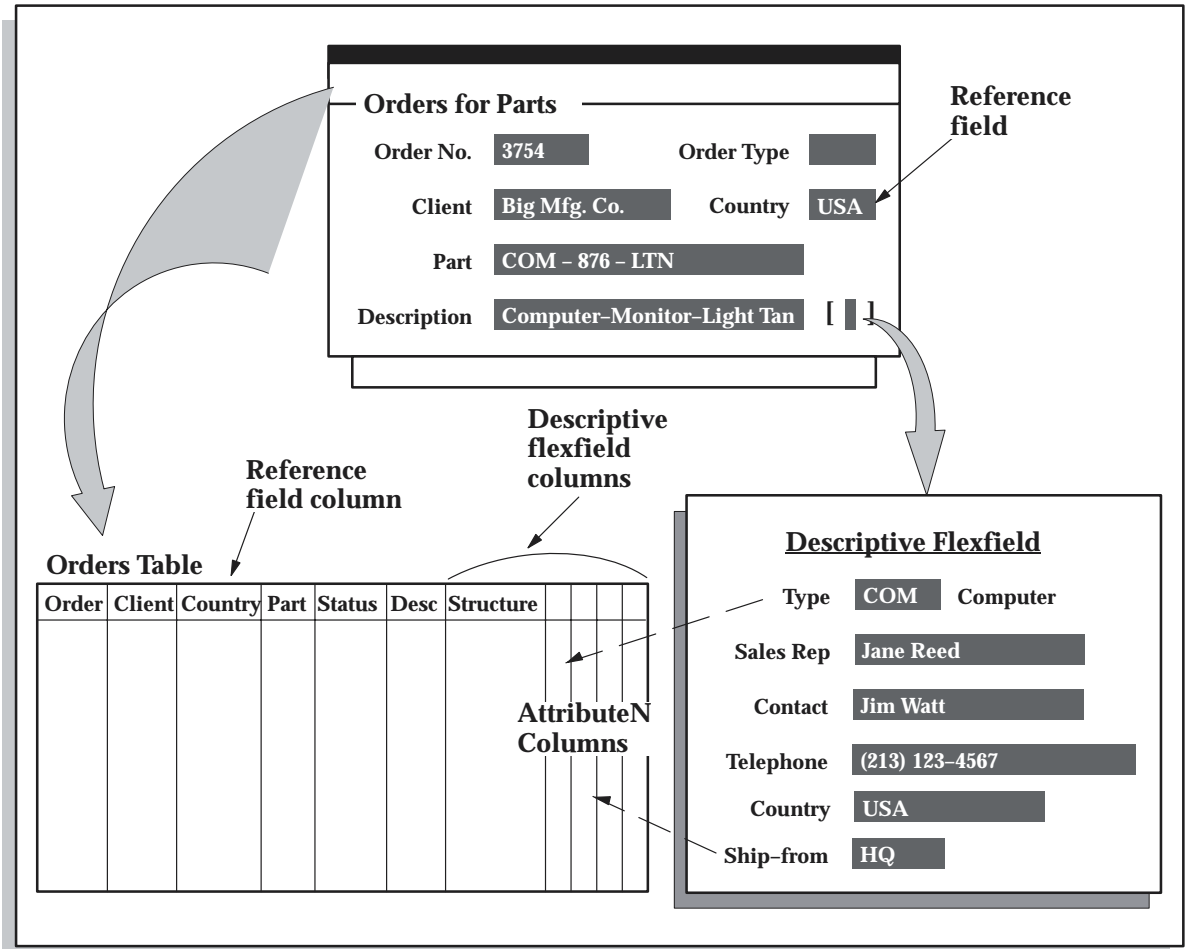 Orders for Parts
Reference
field
Order No. 3754 Order Type
Client Big Mfg. Co. Country USA
Part COM – 876 – LTN
Description Computer–Monitor–Light Tan [ ]
Descriptive
flexfield
columns
Reference
field column
Orders Table
Order Client Country Part Status Desc Structure
AttributeN
Columns
Descriptive Flexfield
Type COM Computer
Sales Rep Jane Reed
Contact Jim Watt
Telephone (213) 123–4567
Country USA
Ship–from HQ